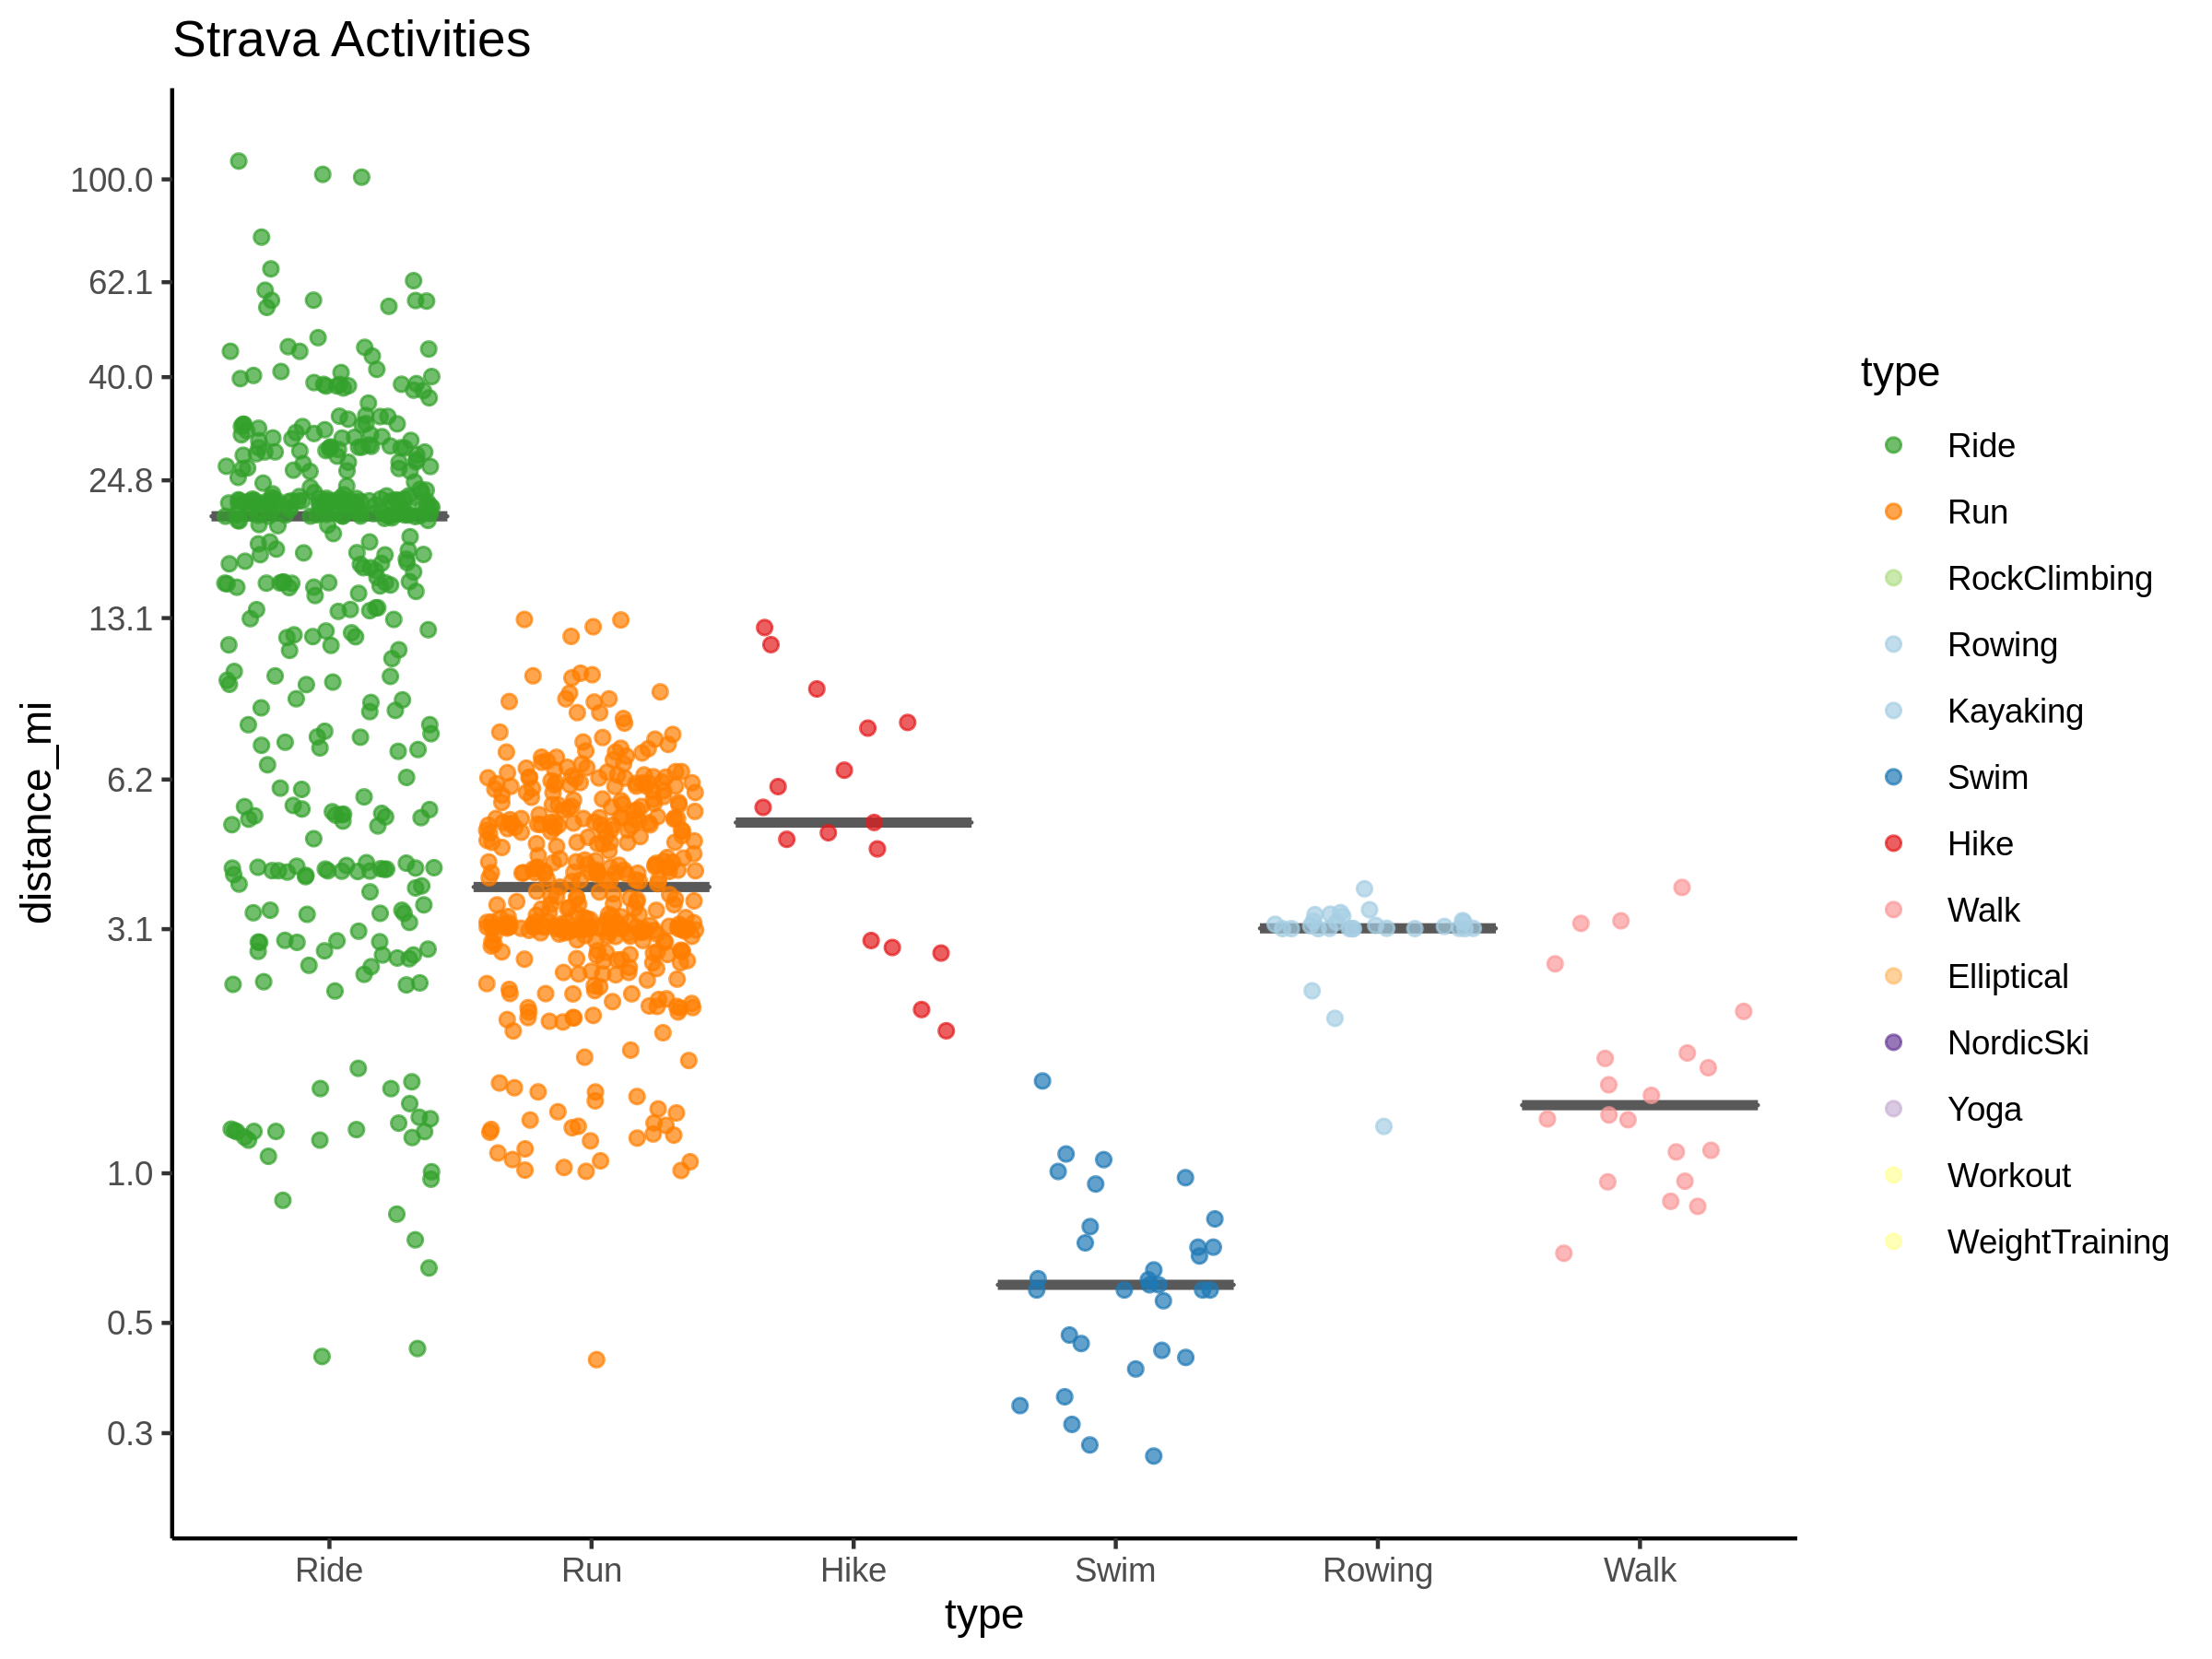 Strava Activities
distance_mi
100.0
62.1
40.0
24.8
13.1
6.2
3.1
1.0
0.5
0.3
Ride
Run
Hike
Swim
Rowing
Walk
type
type
Ride
Run
RockClimbing
Rowing
Kayaking
Swim
Hike
Walk
Elliptical
NordicSki
Yoga
Workout
WeightTraining